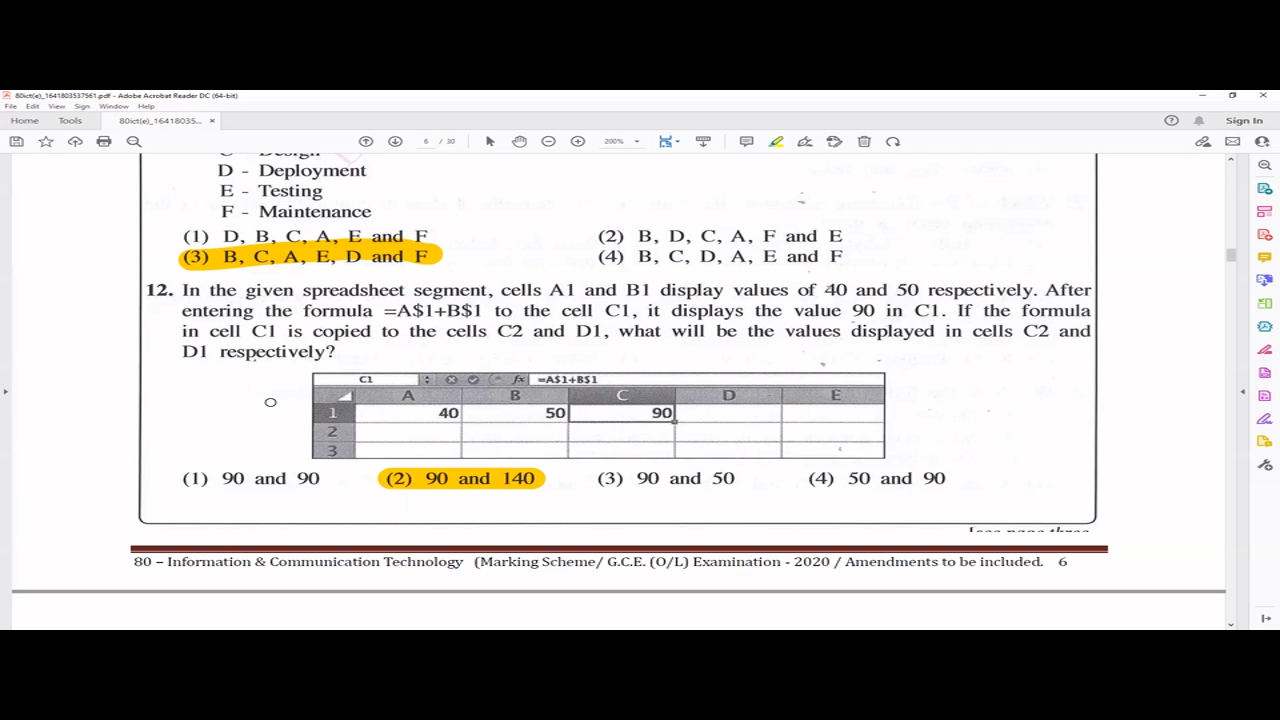 80ict(e)_1641803537561.pdf - Adobe Acrobat Reader DC (64-bit)
File Edit View Sign Window Help
Home Tools 80ict(e)_16418035... × Sign In
6 / 30 200%
C - Design
D - Deployment
E - Testing
F - Maintenance
(1) D, B, C, A, E and F (2) B, D, C, A, F and E
(3) B, C, A, E, D and F (4) B, C, D, A, E and F
12. In the given spreadsheet segment, cells A1 and B1 display values of 40 and 50 respectively. After
entering the formula =A$1+B$1 to the cell C1, it displays the value 90 in C1. If the formula
in cell C1 is copied to the cells C2 and D1, what will be the values displayed in cells C2 and
D1 respectively?
C1 fx =A$1+B$1
A B C D E
1 40 50 90
2
3
(1) 90 and 90 (2) 90 and 140 (3) 90 and 50 (4) 50 and 90
[see page three
80 – Information & Communication Technology (Marking Scheme/ G.C.E. (O/L) Examination - 2020 / Amendments to be included. 6